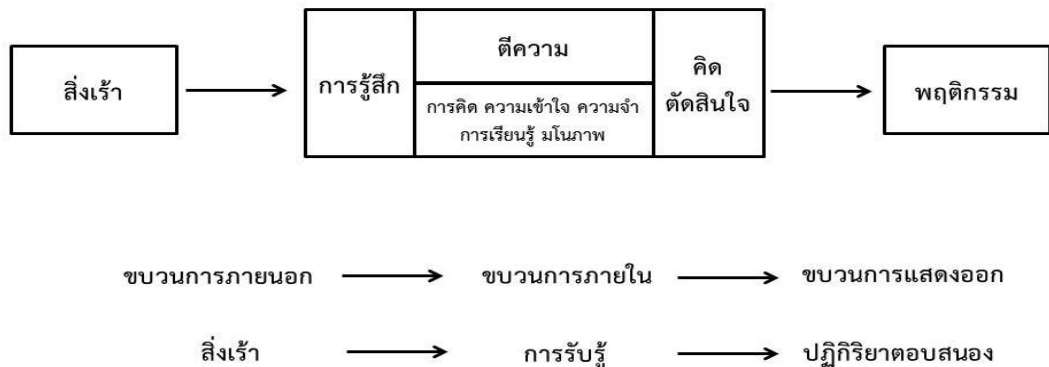 สิ่งเร้า
การรู้สึก
ตีความ
การคิด ความเข้าใจ ความจำ
การเรียนรู้ มโนภาพ
คิด
ตัดสินใจ
พฤติกรรม
ขบวนการภายนอก ขบวนการภายใน ขบวนการแสดงออก
สิ่งเร้า การรับรู้ ปฏิกิริยาตอบสนอง